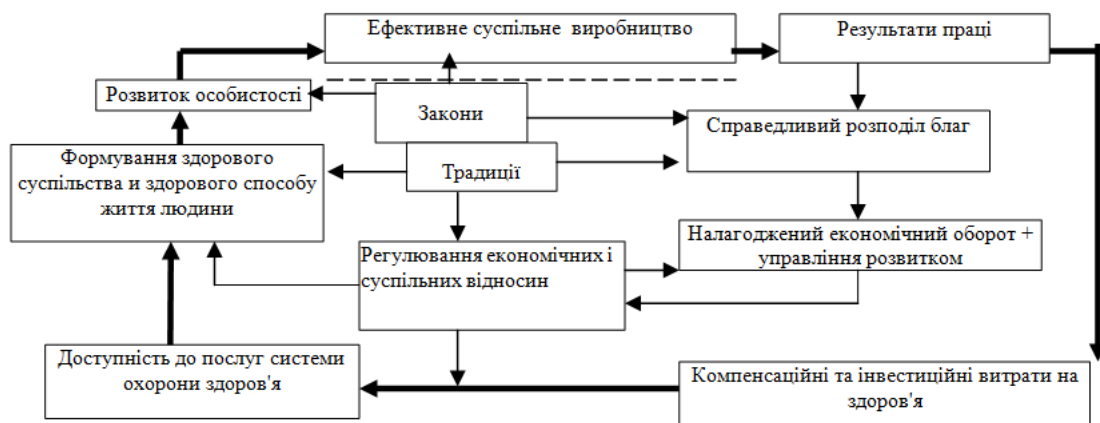 Ефективне суспільне виробництво
Результати праці
Розвиток особистості
Закони
Справедливий розподіл благ
Формування здорового
суспільства и здорового способу
життя людини
Традиції
Налагоджений економічний оборот +
управління розвитком
Регулювання економічних і
суспільних відносин
Доступність до послуг системи
охорони здоров'я
Компенсаційні та інвестиційні витрати на
здоров'я